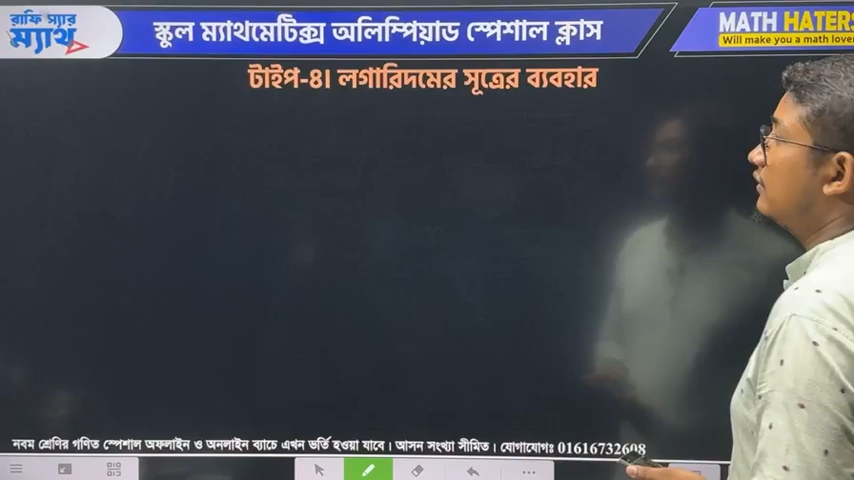 রাফি স্যার
ম্যাথ
স্কুল ম্যাথমেটিক্স অলিম্পিয়াড স্পেশাল ক্লাস
MATH HATERS
Will make you a math lover
টাইপ-৪। লগারিদমের সূত্রের ব্যবহার
নবম শ্রেণির গণিত স্পেশাল অফলাইন ও অনলাইন ব্যাচে এখন ভর্তি হওয়া যাবে। আসন সংখ্যা সীমিত। যোগাযোগঃ 01616732608